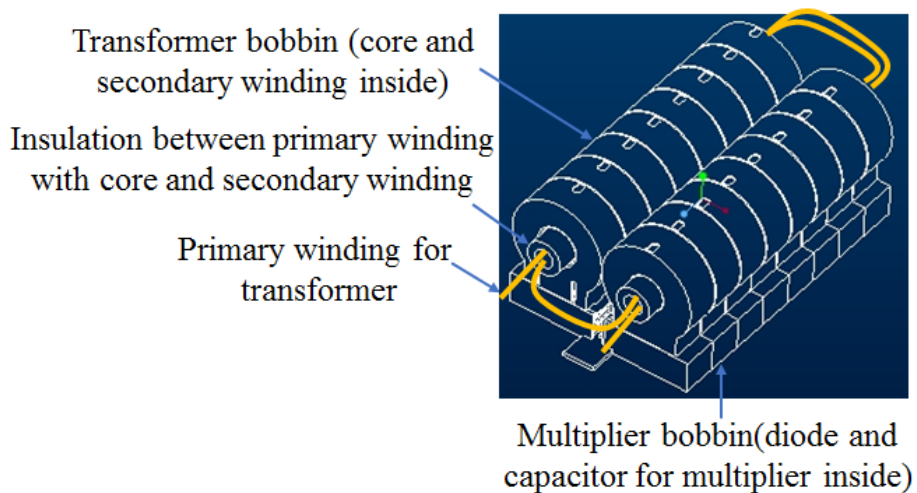 Transformer bobbin (core and
secondary winding inside)
Insulation between primary winding
with core and secondary winding
Primary winding for
transformer
Multiplier bobbin(diode and
capacitor for multiplier inside)